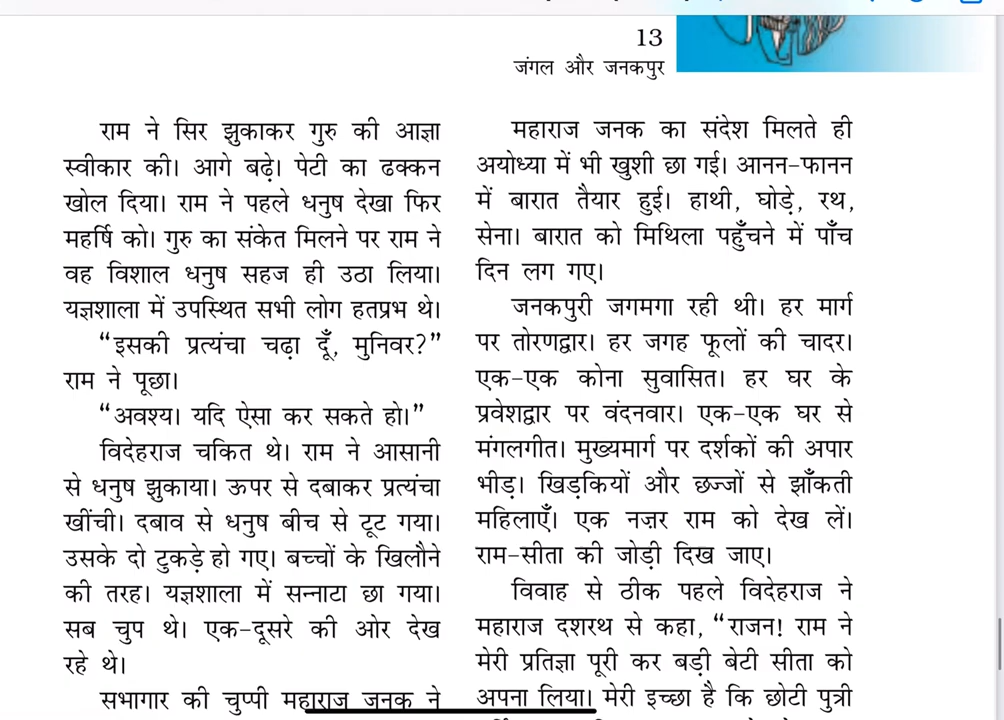 13
जंगल और जनकपुर
राम ने सिर झुकाकर गुरु की आज्ञा
स्वीकार की। आगे बढ़े। पेटी का ढक्कन
खोल दिया। राम ने पहले धनुष देखा फिर
महर्षि को। गुरु का संकेत मिलने पर राम ने
वह विशाल धनुष सहज ही उठा लिया।
यज्ञशाला में उपस्थित सभी लोग हतप्रभ थे।
“इसकी प्रत्यंचा चढ़ा दूँ, मुनिवर?”
राम ने पूछा।
“अवश्य। यदि ऐसा कर सकते हो।”
विदेहराज चकित थे। राम ने आसानी
से धनुष झुकाया। ऊपर से दबाकर प्रत्यंचा
खींची। दबाव से धनुष बीच से टूट गया।
उसके दो टुकड़े हो गए। बच्चों के खिलौने
की तरह। यज्ञशाला में सन्नाटा छा गया।
सब चुप थे। एक-दूसरे की ओर देख
रहे थे।
सभागार की चुप्पी महाराज जनक ने
महाराज जनक का संदेश मिलते ही
अयोध्या में भी खुशी छा गई। आनन-फानन
में बारात तैयार हुई। हाथी, घोड़े, रथ,
सेना। बारात को मिथिला पहुँचने में पाँच
दिन लग गए।
जनकपुरी जगमगा रही थी। हर मार्ग
पर तोरणद्वार। हर जगह फूलों की चादर।
एक-एक कोना सुवासित। हर घर के
प्रवेशद्वार पर वंदनवार। एक-एक घर से
मंगलगीत। मुख्यमार्ग पर दर्शकों की अपार
भीड़। खिड़कियों और छज्जों से झाँकती
महिलाएँ। एक नज़र राम को देख लें।
राम-सीता की जोड़ी दिख जाए।
विवाह से ठीक पहले विदेहराज ने
महाराज दशरथ से कहा, “राजन! राम ने
मेरी प्रतिज्ञा पूरी कर बड़ी बेटी सीता को
अपना लिया। मेरी इच्छा है कि छोटी पुत्री